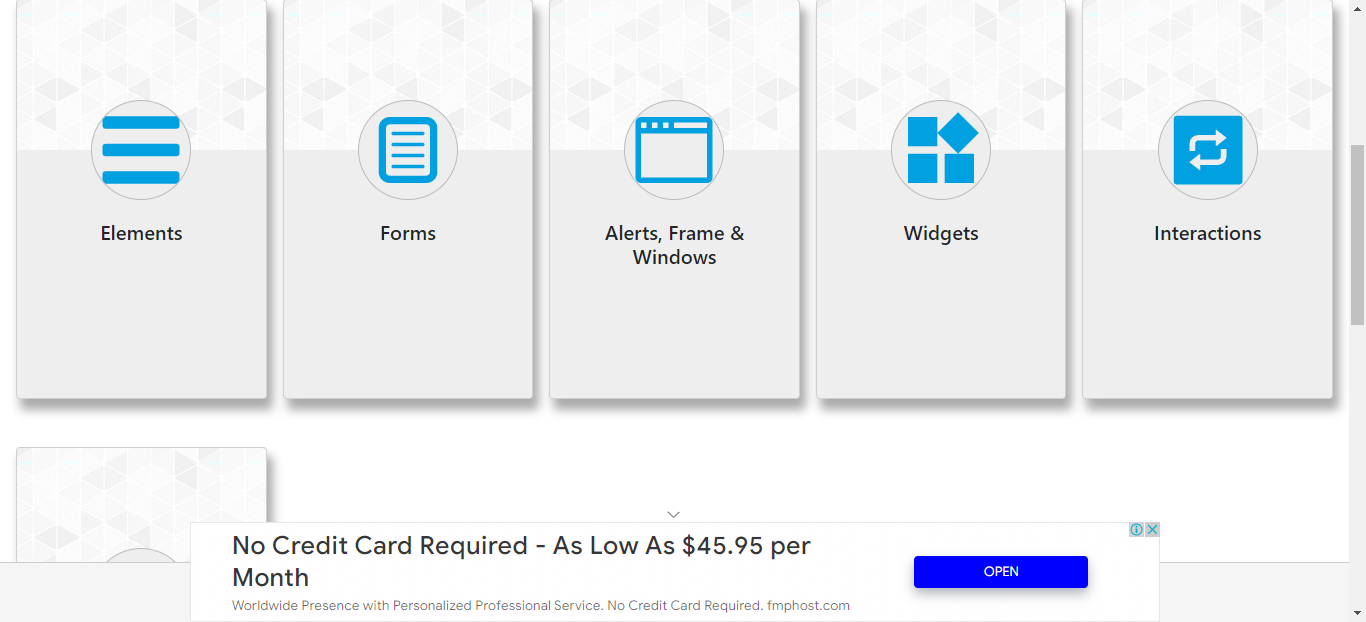 Elements
Forms
Alerts, Frame &
Windows
Widgets
Interactions
No Credit Card Required - As Low As $45.95 per
Month
Worldwide Presence with Personalized Professional Service. No Credit Card Required. fmphost.com
OPEN